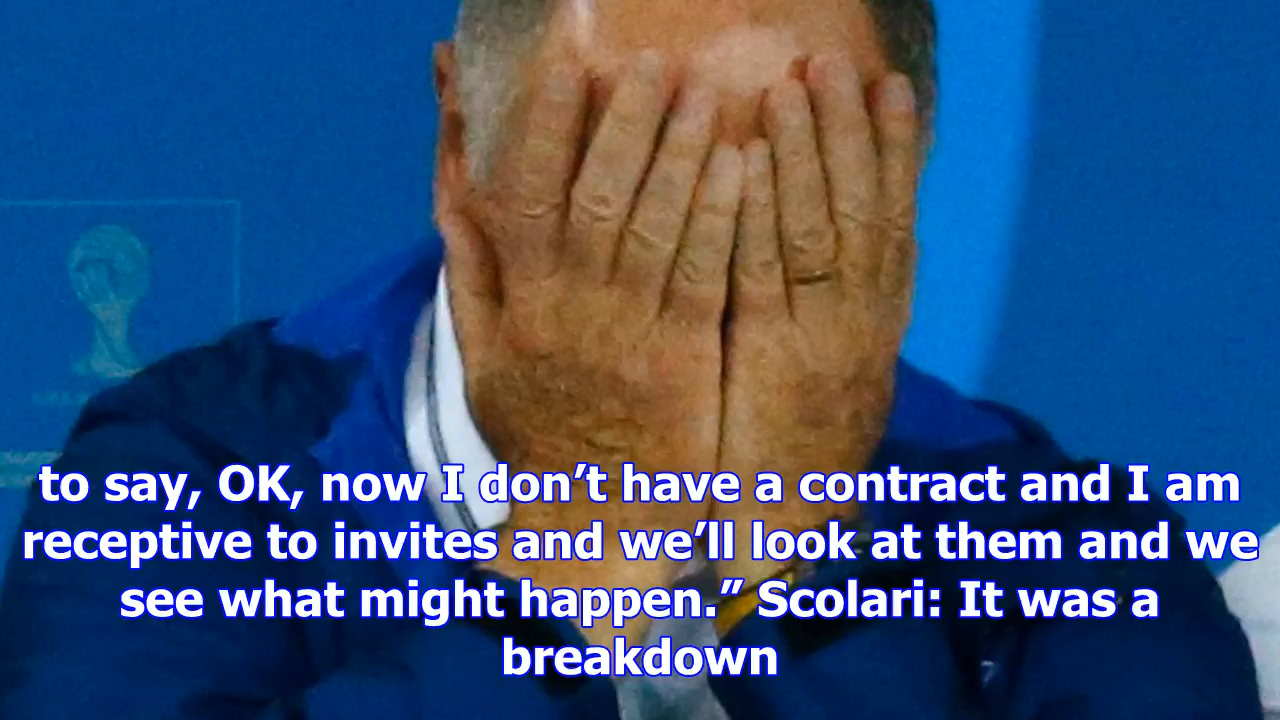 to say, OK, now I don’t have a contract and I am
receptive to invites and we’ll look at them and we
see what might happen.” Scolari: It was a
breakdown